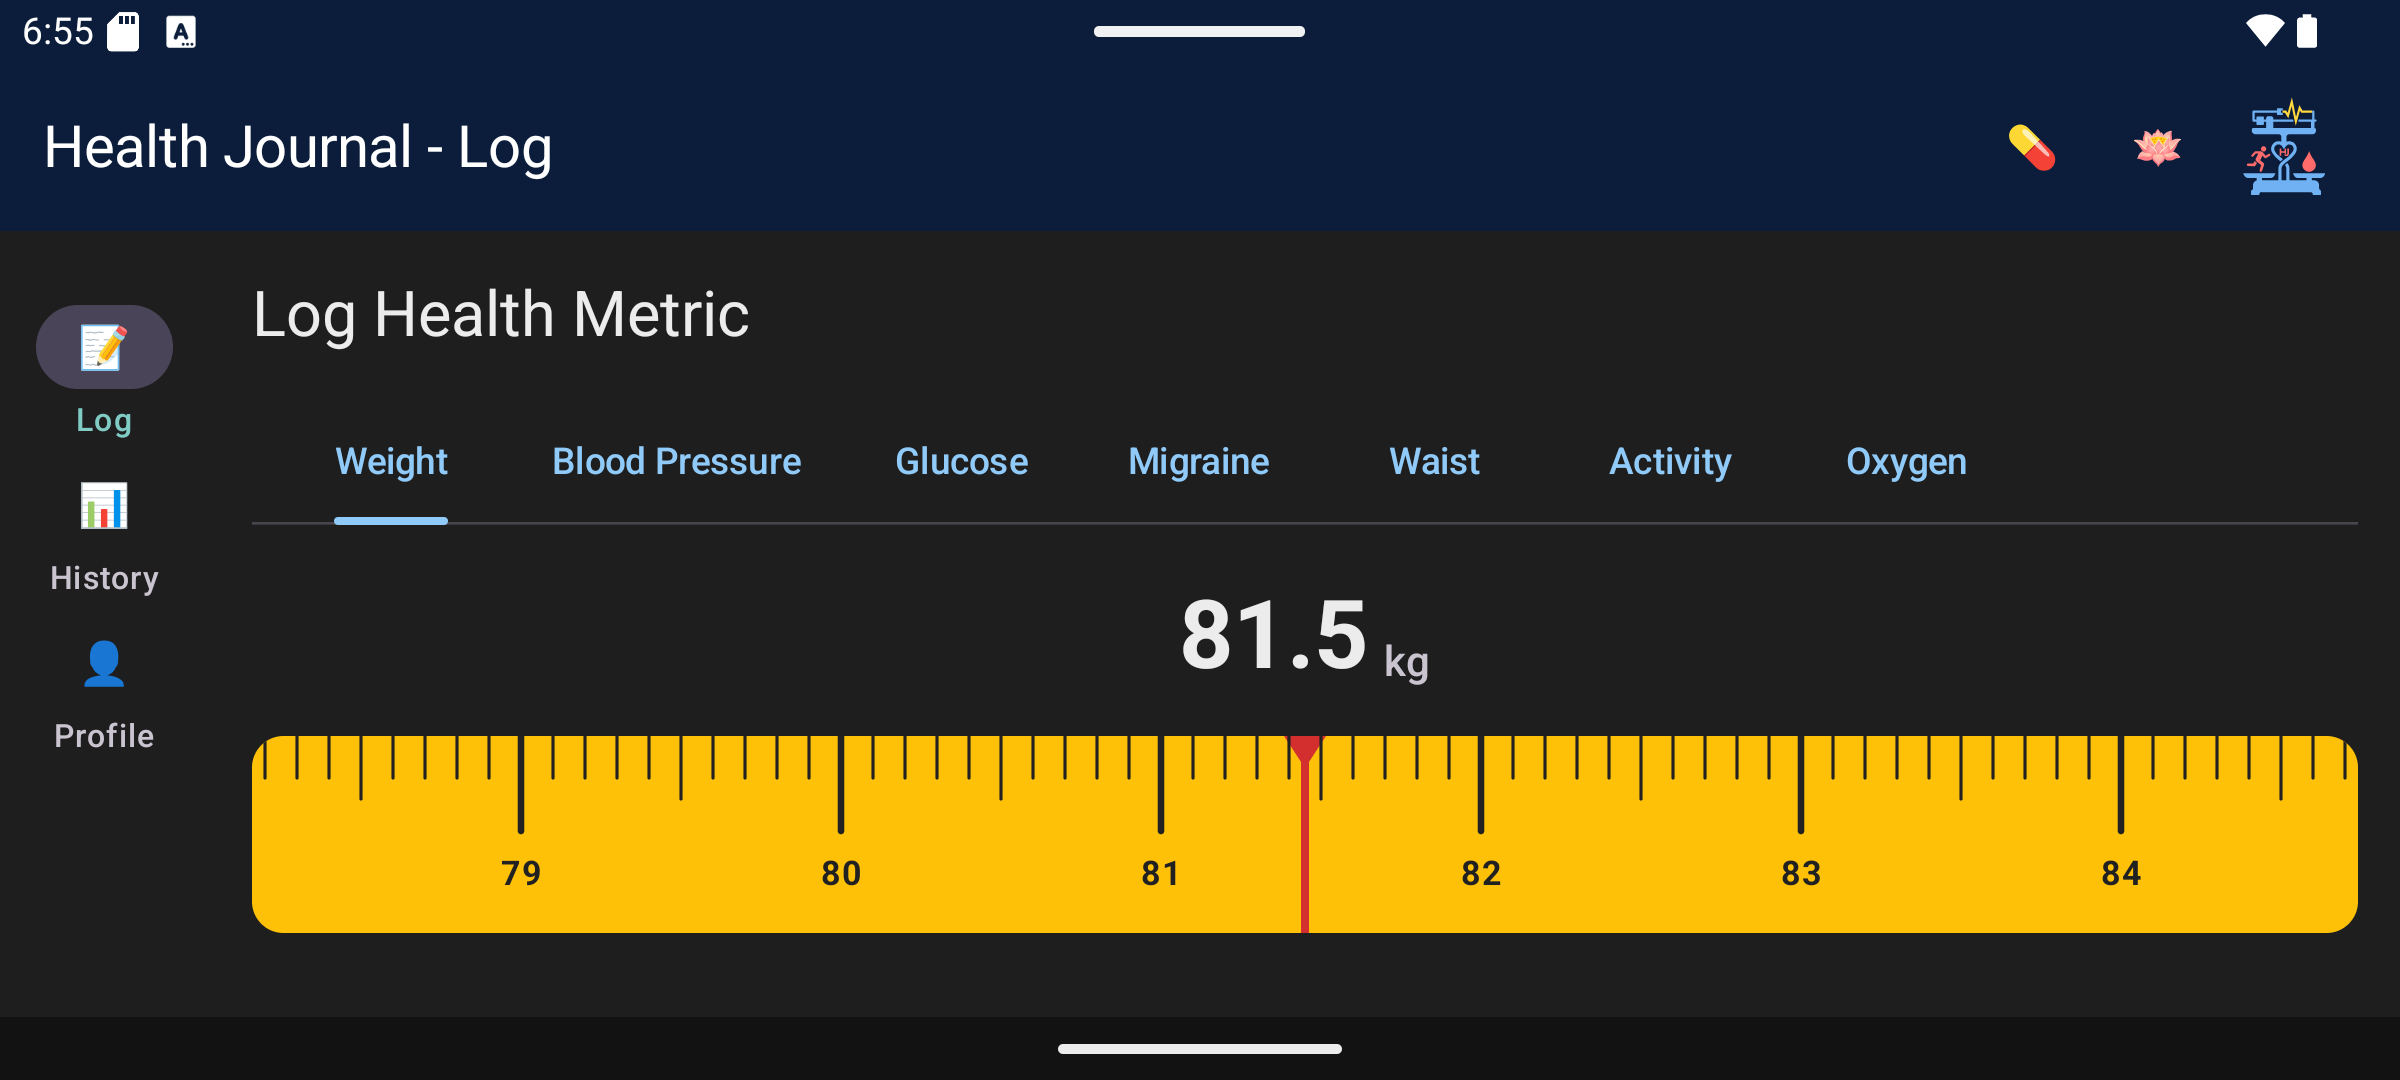 6:55
Health Journal - Log
Log Health Metric
Log
History
Profile
Weight Blood Pressure Glucose Migraine Waist Activity Oxygen
81.5 kg
79 80 81 82 83 84